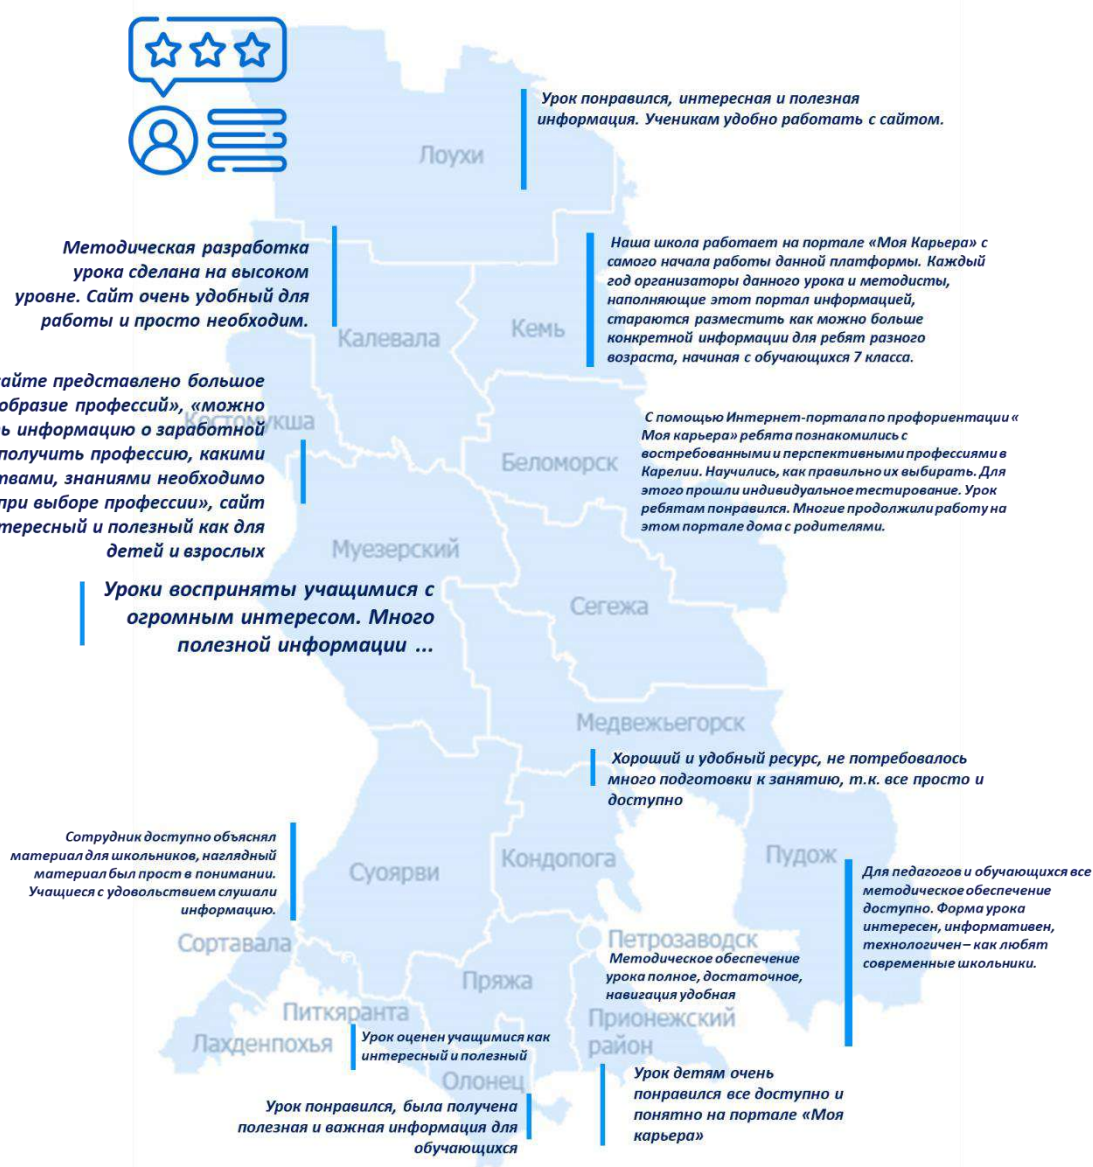 Урок понравился, интересная и полезная
информация. Ученикам удобно работать с сайтом.
Лоухи
Методическая разработка
урока сделана на высоком
уровне. Сайт очень удобный для
работы и просто необходим.
Наша школа работает на портале «Моя Карьера» с
самого начала работы данной платформы. Каждый
год организаторы данного урока и методисты,
наполняющие этот портал информацией,
стараются разместить как можно больше
конкретной информации для ребят разного
возраста, начиная с обучающихся 7 класса.
Калевала
Кемь
сайте представлено большое
образие профессий», «можно
ь информацию о заработной
получить профессию, какими
твами, знаниями необходимо
при выборе профессии», сайт
тересный и полезный как для
детей и взрослых
Костомукша
С помощью Интернет-портала по профориентации «
Моя карьера» ребята познакомились с
востребованными и перспективными профессиями в
Карелии. Научились, как правильно их выбирать. Для
этого прошли индивидуальное тестирование. Урок
ребятам понравился. Многие продолжили работу на
этом портале дома с родителями.
Беломорск
Муезерский
Уроки восприняты учащимися с
огромным интересом. Много
полезной информации ...
Сегежа
Медвежьегорск
Хороший и удобный ресурс, не потребовалось
много подготовки к занятию, т.к. все просто и
доступно
Сотрудник доступно объяснял
материал для школьников, наглядный
материал был прост в понимании.
Учащиеся с удовольствием слушали
информацию.
Суоярви
Кондопога
Пудож
Для педагогов и обучающихся все
методическое обеспечение
доступно. Форма урока
интересен, информативен,
технологичен – как любят
современные школьники.
Сортавала
Петрозаводск
Методическое обеспечение
урока полное, достаточное,
навигация удобная
Пряжа
Питкяранта
Прионежский
район
Лахденпохья
Урок оценен учащимися как
интересный и полезный
Олонец
Урок детям очень
понравился все доступно и
понятно на портале «Моя
карьера»
Урок понравился, была получена
полезная и важная информация для
обучающихся